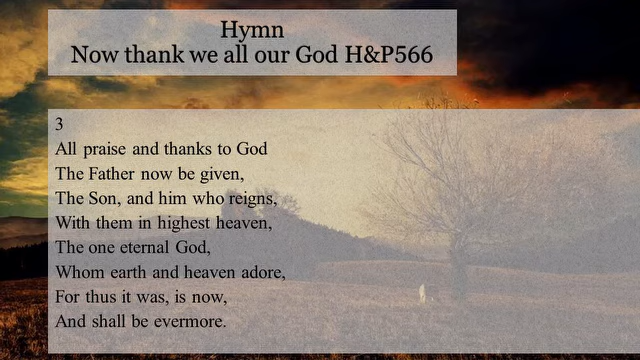 Hymn
Now thank we all our God H&P566
3
All praise and thanks to God
The Father now be given,
The Son, and him who reigns,
With them in highest heaven,
The one eternal God,
Whom earth and heaven adore,
For thus it was, is now,
And shall be evermore.